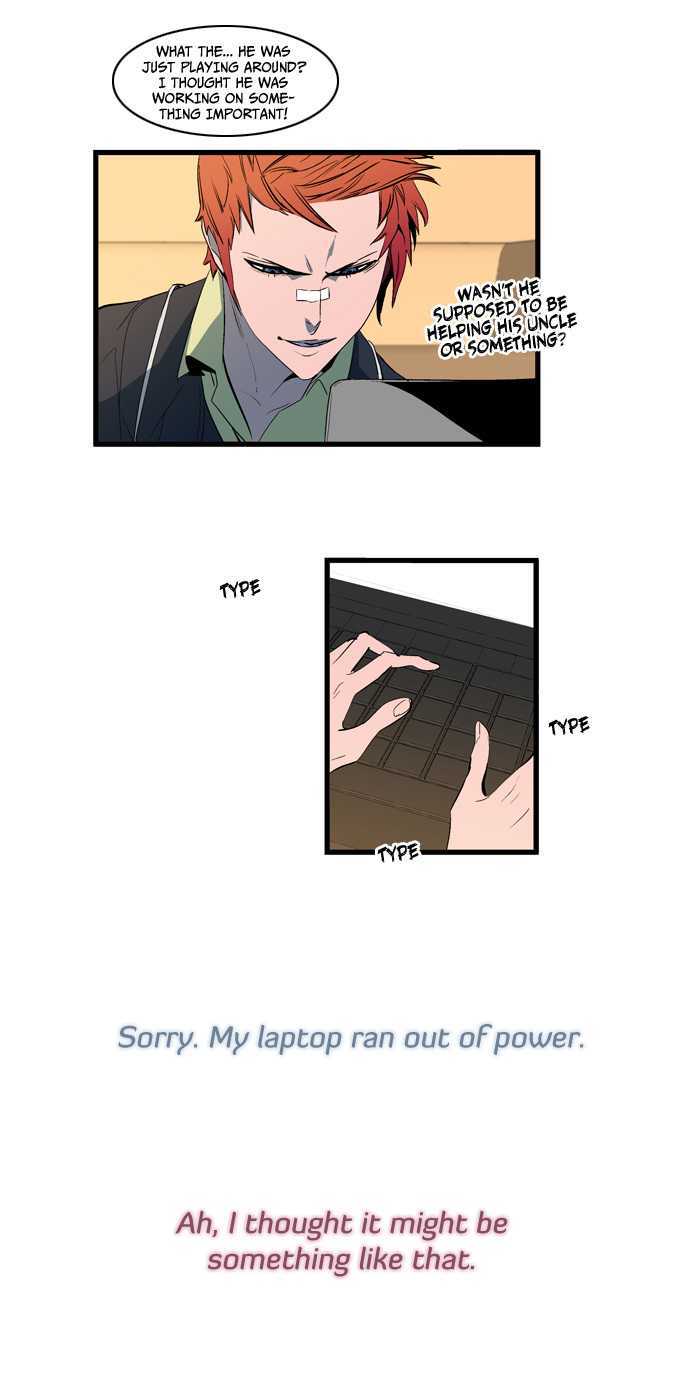 WHAT THE... HE WAS
JUST PLAYING AROUND?
I THOUGHT HE WAS
WORKING ON SOME-
THING IMPORTANT!
WASN'T HE
SUPPOSED TO BE
HELPING HIS UNCLE
OR SOMETHING?
TYPE
TYPE
TYPE
Sorry. My laptop ran out of power.
Ah, I thought it might be
something like that.